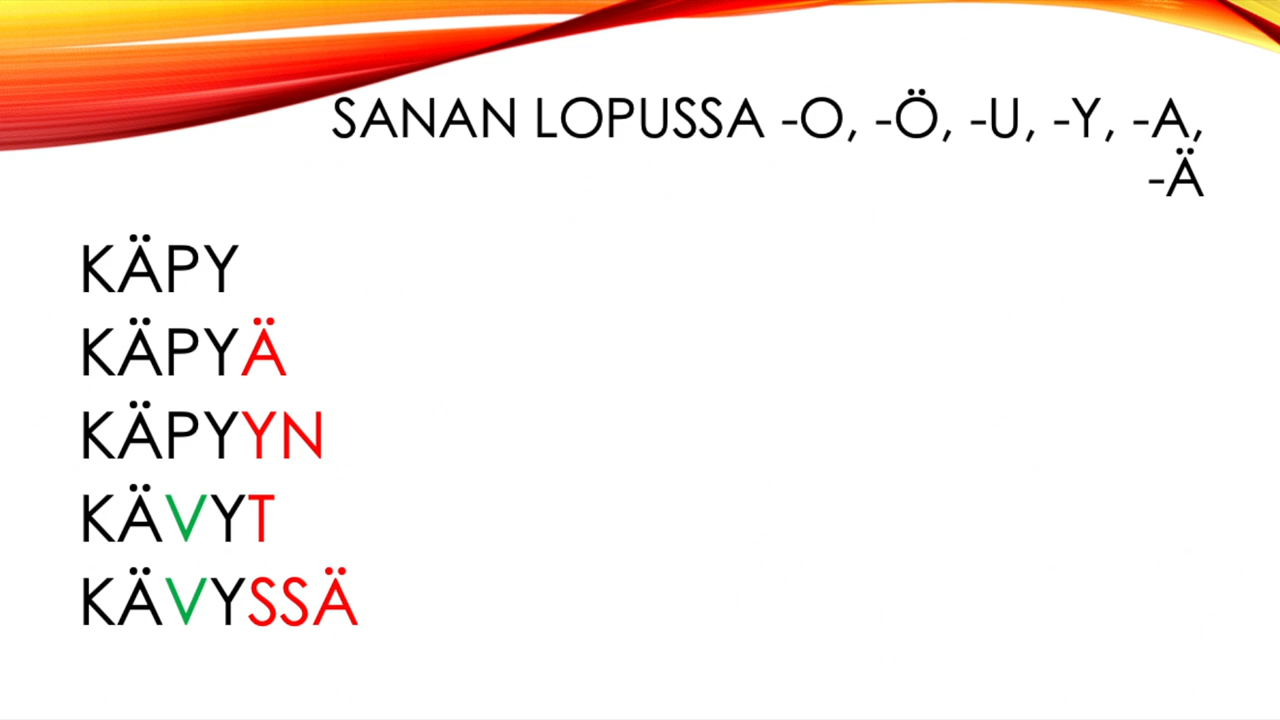 SANAN LOPUSSA -O, -Ö, -U, -Y, -A,
-Ä
KÄPY
KÄPYÄ
KÄPYYN
KÄVYT
KÄVYSSÄ